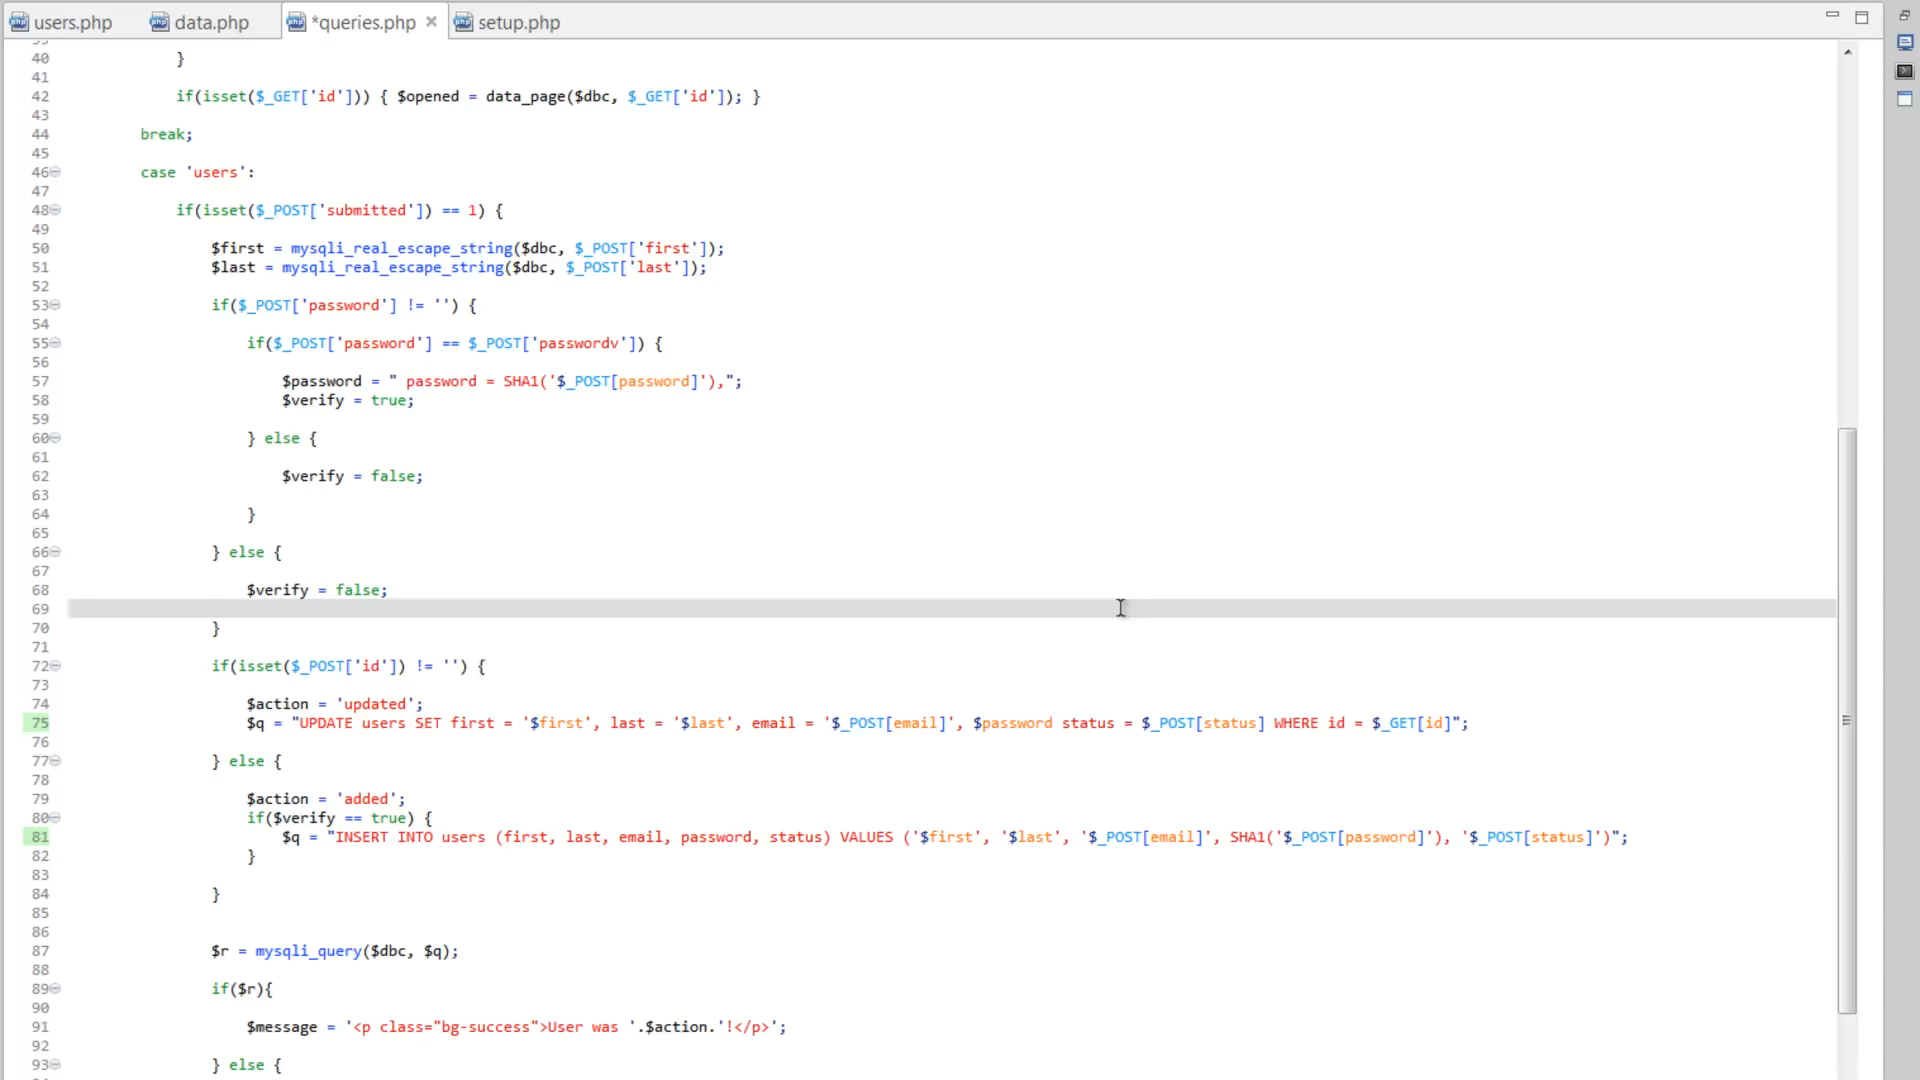 users.php data.php *queries.php setup.php
40 }
41
42 if(isset($_GET['id'])) { $opened = data_page($dbc, $_GET['id']); }
43
44 break;
45
46 case 'users':
47
48 if(isset($_POST['submitted']) == 1) {
49
50 $first = mysqli_real_escape_string($dbc, $_POST['first']);
51 $last = mysqli_real_escape_string($dbc, $_POST['last']);
52
53 if($_POST['password'] != '') {
54
55 if($_POST['password'] == $_POST['passwordv']) {
56
57 $password = " password = SHA1('$_POST[password]'),";
58 $verify = true;
59
60 } else {
61
62 $verify = false;
63
64 }
65
66 } else {
67
68 $verify = false;
69
70 }
71
72 if(isset($_POST['id']) != '') {
73
74 $action = 'updated';
75 $q = "UPDATE users SET first = '$first', last = '$last', email = '$_POST[email]', $password status = $_POST[status] WHERE id = $_GET[id]";
76
77 } else {
78
79 $action = 'added';
80 if($verify == true) {
81 $q = "INSERT INTO users (first, last, email, password, status) VALUES ('$first', '$last', '$_POST[email]', SHA1('$_POST[password]'), '$_POST[status]')";
82 }
83
84 }
85
86
87 $r = mysqli_query($dbc, $q);
88
89 if($r){
90
91 $message = '<p class="bg-success">User was '.$action.'!</p>';
92
93 } else {